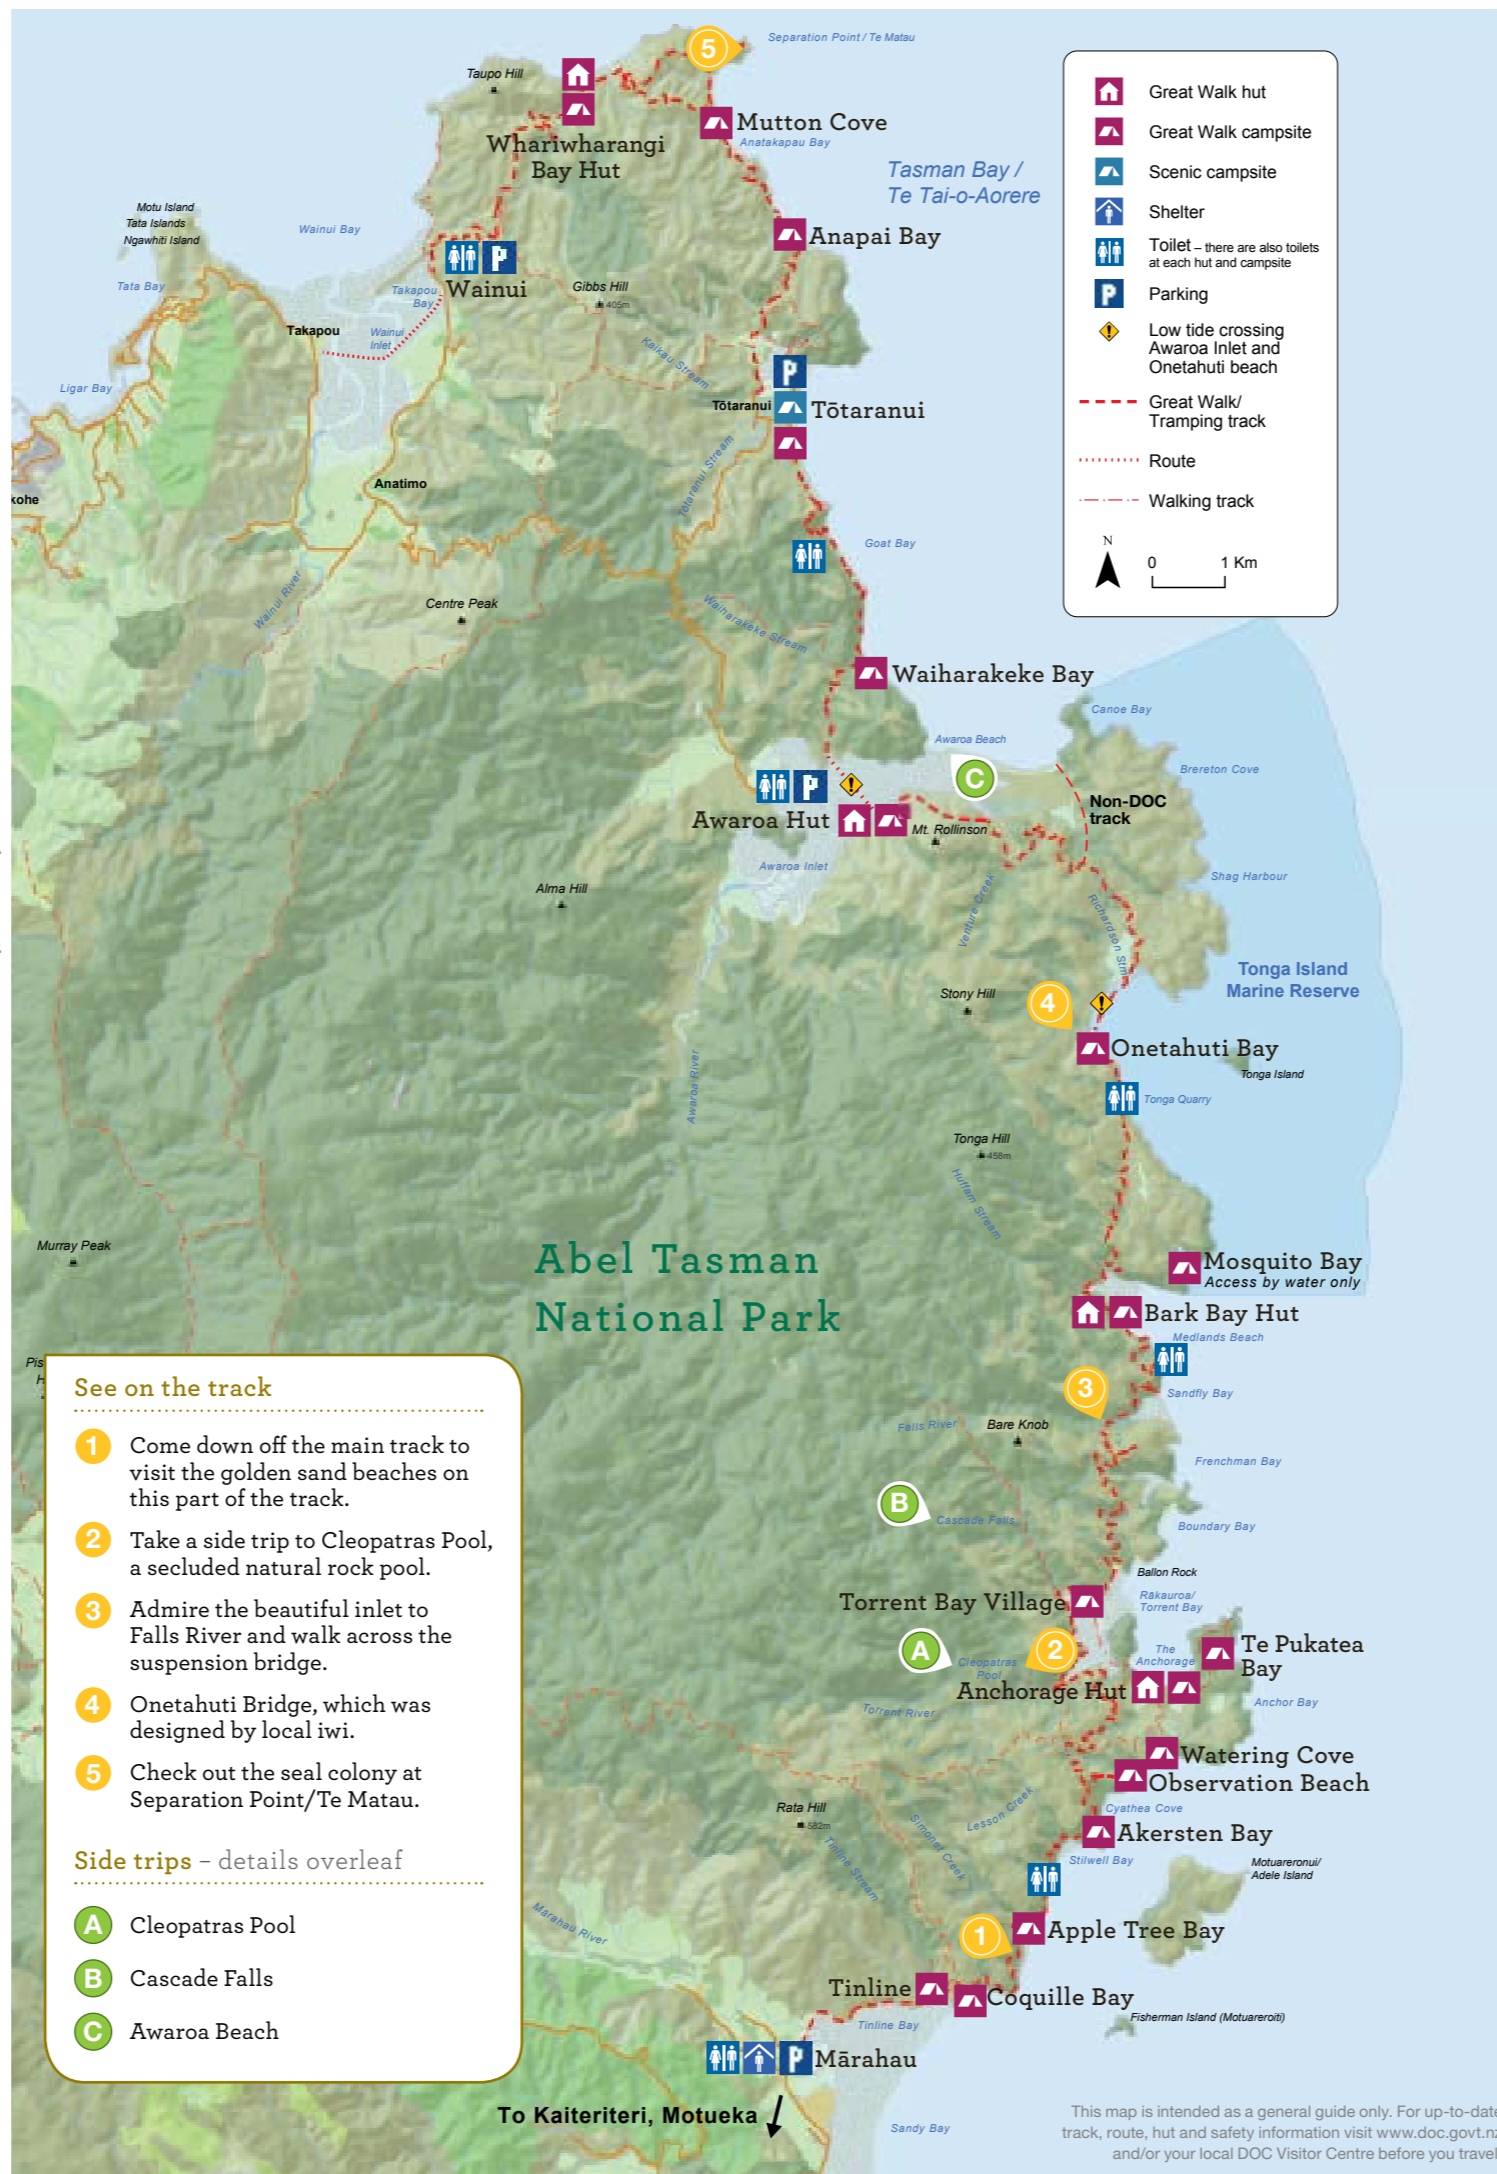 Separation Point / Te Matau
5
Taupo Hill
Mutton Cove
Anatakapau Bay
Whariwharangi
Bay Hut
Tasman Bay /
Te Tai-o-Aorere
Motu Island
Tata Islands
Ngawhiti Island
Wainui Bay
Anapai Bay
Tata Bay
Takapou
Bay
Wainui
P
Gibbs Hill
405m
Takapou
Wainui
Inlet
Kaikau Stream
Ligar Bay
P
Tōtaranui
Tōtaranui
Totaranui Stream
Anatimo
kohe
Goat Bay
Wainui River
Centre Peak
Waiharakeke Stream
Waiharakeke Bay
Canoe Bay
Awaroa Beach
C
Brereton Cove
P
Non-DOC
track
Awaroa Hut
Mt. Rollinson
Awaroa Inlet
Shag Harbour
Alma Hill
Venture Creek
Richardson Stm
Tonga Island
Marine Reserve
Stony Hill
4
Onetahuti Bay
Tonga Island
Awaroa River
Tonga Quarry
Tonga Hill
458m
Huffam Stream
Murray Peak
Abel Tasman
National Park
Mosquito Bay
Access by water only
Bark Bay Hut
Medlands Beach
3
Sandfly Bay
Falls River
Bare Knob
Frenchman Bay
B
Cascade Falls
Boundary Bay
Ballon Rock
Torrent Bay Village
Rākauroa/
Torrent Bay
A
2
Cleopatras
Pool
The
Anchorage
Te Pukatea
Bay
Anchorage Hut
Anchor Bay
Torrent River
Watering Cove
Observation Beach
Rata Hill
582m
Lesson Creek
Simonet Creek
Tinline Stream
Cyathea Cove
Akersten Bay
Stilwell Bay
Motuareronui/
Adele Island
Mārahau River
1
Apple Tree Bay
Tinline
Coquille Bay
Fisherman Island (Motuareroiti)
Tinline Bay
P
Mārahau
To Kaiteriteri, Motueka
Sandy Bay
Great Walk hut
Great Walk campsite
Scenic campsite
Shelter
Toilet – there are also toilets
at each hut and campsite
P
Parking
Low tide crossing
Awaroa Inlet and
Onetahuti beach
Great Walk/
Tramping track
Route
Walking track
N
0 1 Km
Pis
H
See on the track
1 Come down off the main track to
visit the golden sand beaches on
this part of the track.
2 Take a side trip to Cleopatras Pool,
a secluded natural rock pool.
3 Admire the beautiful inlet to
Falls River and walk across the
suspension bridge.
4 Onetahuti Bridge, which was
designed by local iwi.
5 Check out the seal colony at
Separation Point/Te Matau.
Side trips – details overleaf
A Cleopatras Pool
B Cascade Falls
C Awaroa Beach
This map is intended as a general guide only. For up-to-date
track, route, hut and safety information visit www.doc.govt.nz
and/or your local DOC Visitor Centre before you travel